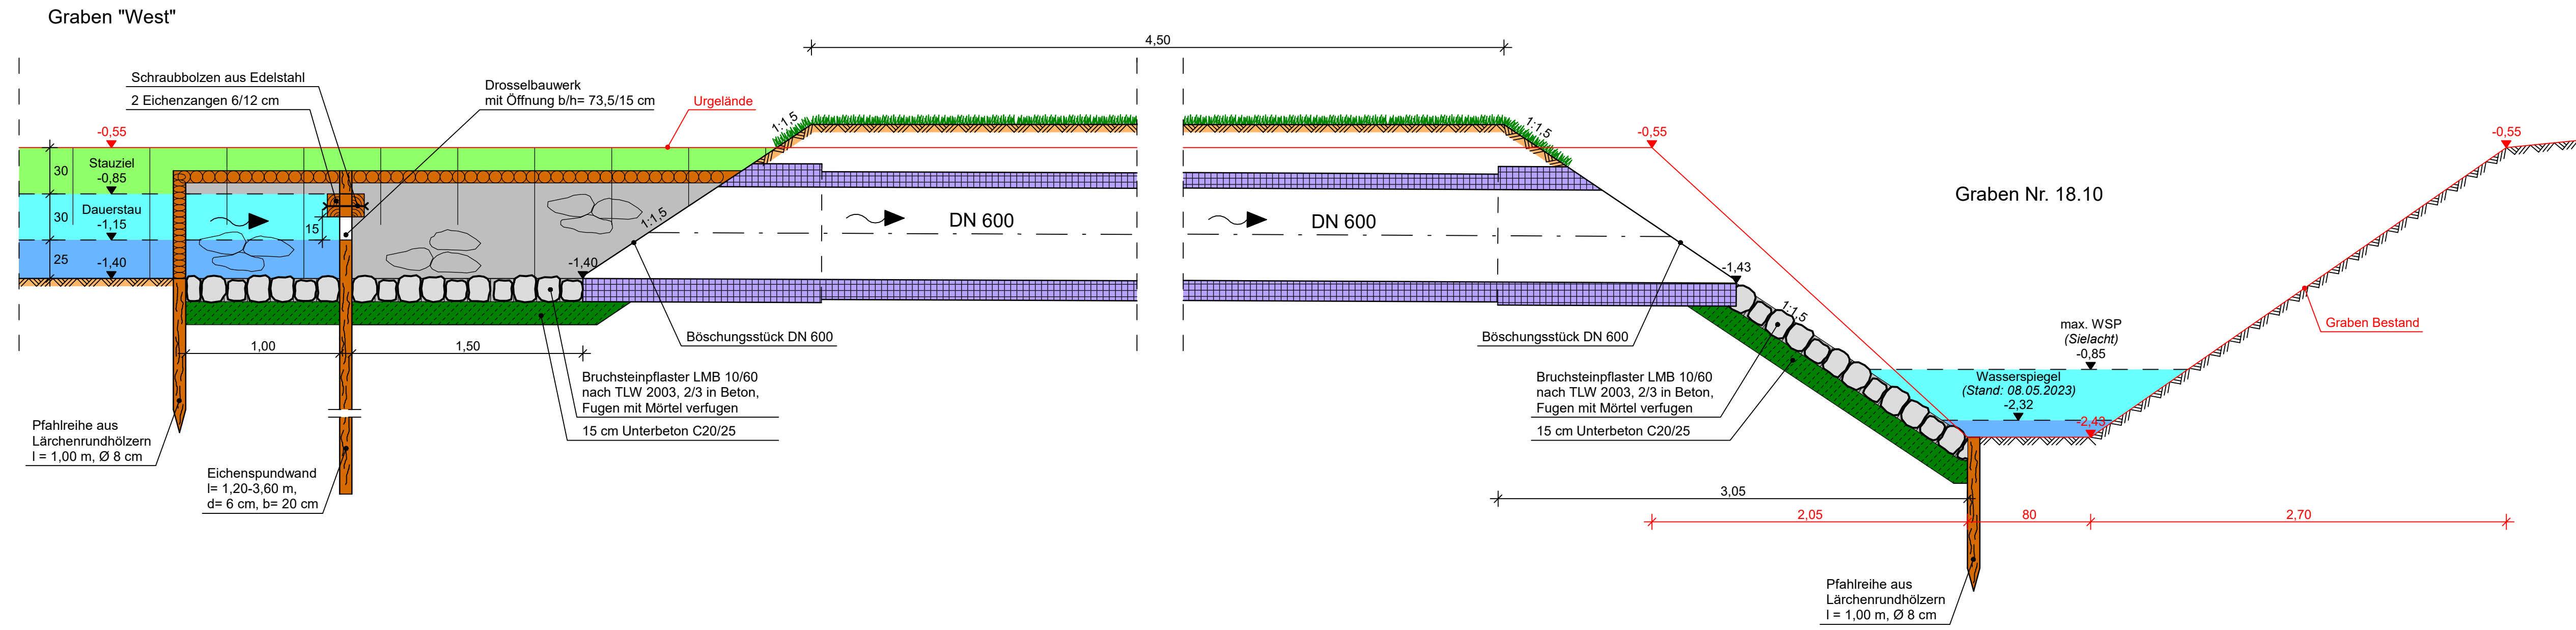 Graben "West"
4,50
Schraubbolzen aus Edelstahl
2 Eichenzangen 6/12 cm
Drosselbauwerk
mit Öffnung b/h= 73,5/15 cm
Urgelände
1:1,5
1:1,5
-0,55
-0,55
-0,55
30
Stauziel
-0,85
30
Dauerstau
-1,15
15
25
-1,40
-1,40
1:1,5
DN 600
DN 600
Graben Nr. 18.10
-1,43
1:1,5
Böschungsstück DN 600
Böschungsstück DN 600
Graben Bestand
max. WSP
(Sielacht)
-0,85
Wasserspiegel
(Stand: 08.05.2023)
-2,32
-2,43
1,00
1,50
Bruchsteinpflaster LMB 10/60
nach TLW 2003, 2/3 in Beton,
Fugen mit Mörtel verfugen
15 cm Unterbeton C20/25
Bruchsteinpflaster LMB 10/60
nach TLW 2003, 2/3 in Beton,
Fugen mit Mörtel verfugen
15 cm Unterbeton C20/25
Pfahlreihe aus
Lärchenrundhölzern
l = 1,00 m, Ø 8 cm
Eichenspundwand
l= 1,20-3,60 m,
d= 6 cm, b= 20 cm
3,05
2,05
80
2,70
Pfahlreihe aus
Lärchenrundhölzern
l = 1,00 m, Ø 8 cm